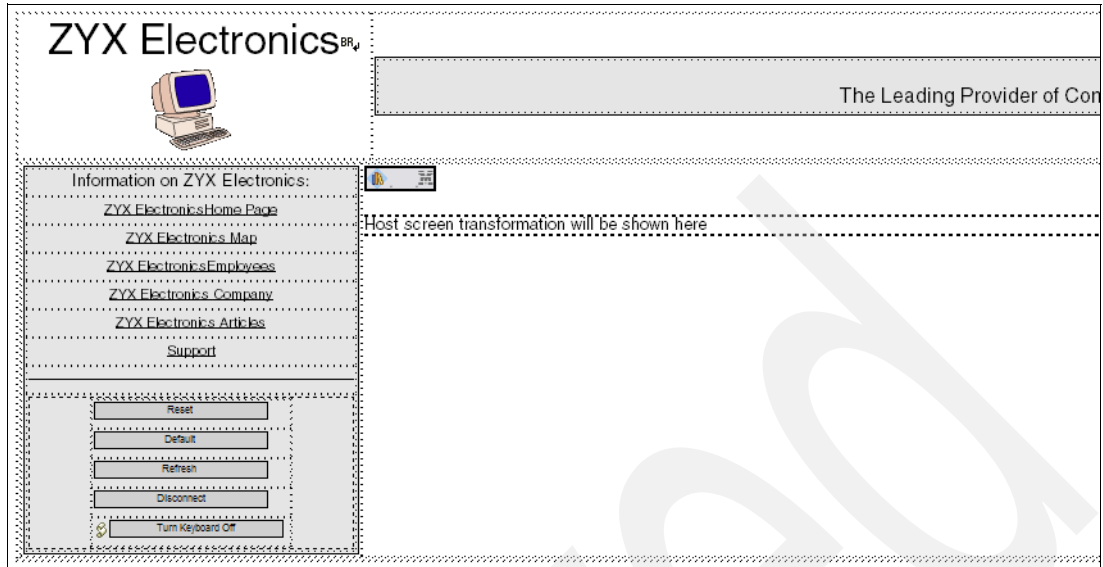 ZYX Electronics BR
The Leading Provider of Con
Information on ZYX Electronics:
ZYX ElectronicsHome Page
ZYX Electronics Map
ZYX ElectronicsEmployees
ZYX Electronics Company
ZYX Electronics Articles
Support
Reset
Default
Refresh
Disconnect
Turn Keyboard Off
Host screen transformation will be shown here